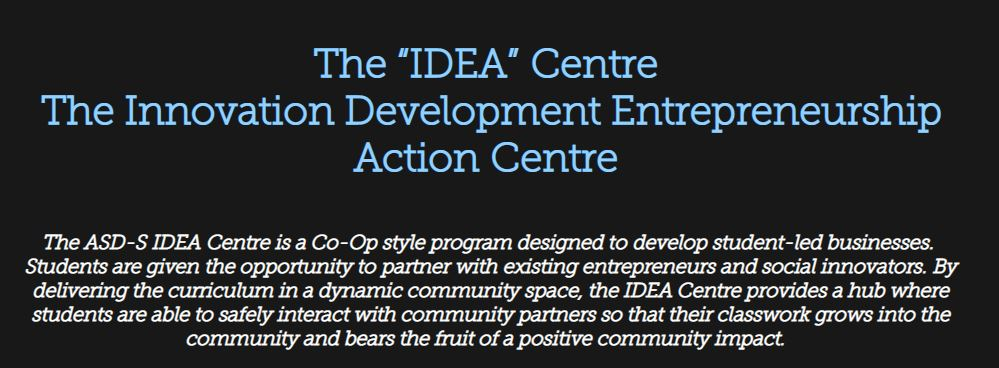 The “IDEA” Centre
The Innovation Development Entrepreneurship
Action Centre
The ASD-S IDEA Centre is a Co-Op style program designed to develop student-led businesses.
Students are given the opportunity to partner with existing entrepreneurs and social innovators. By
delivering the curriculum in a dynamic community space, the IDEA Centre provides a hub where
students are able to safely interact with community partners so that their classwork grows into the
community and bears the fruit of a positive community impact.